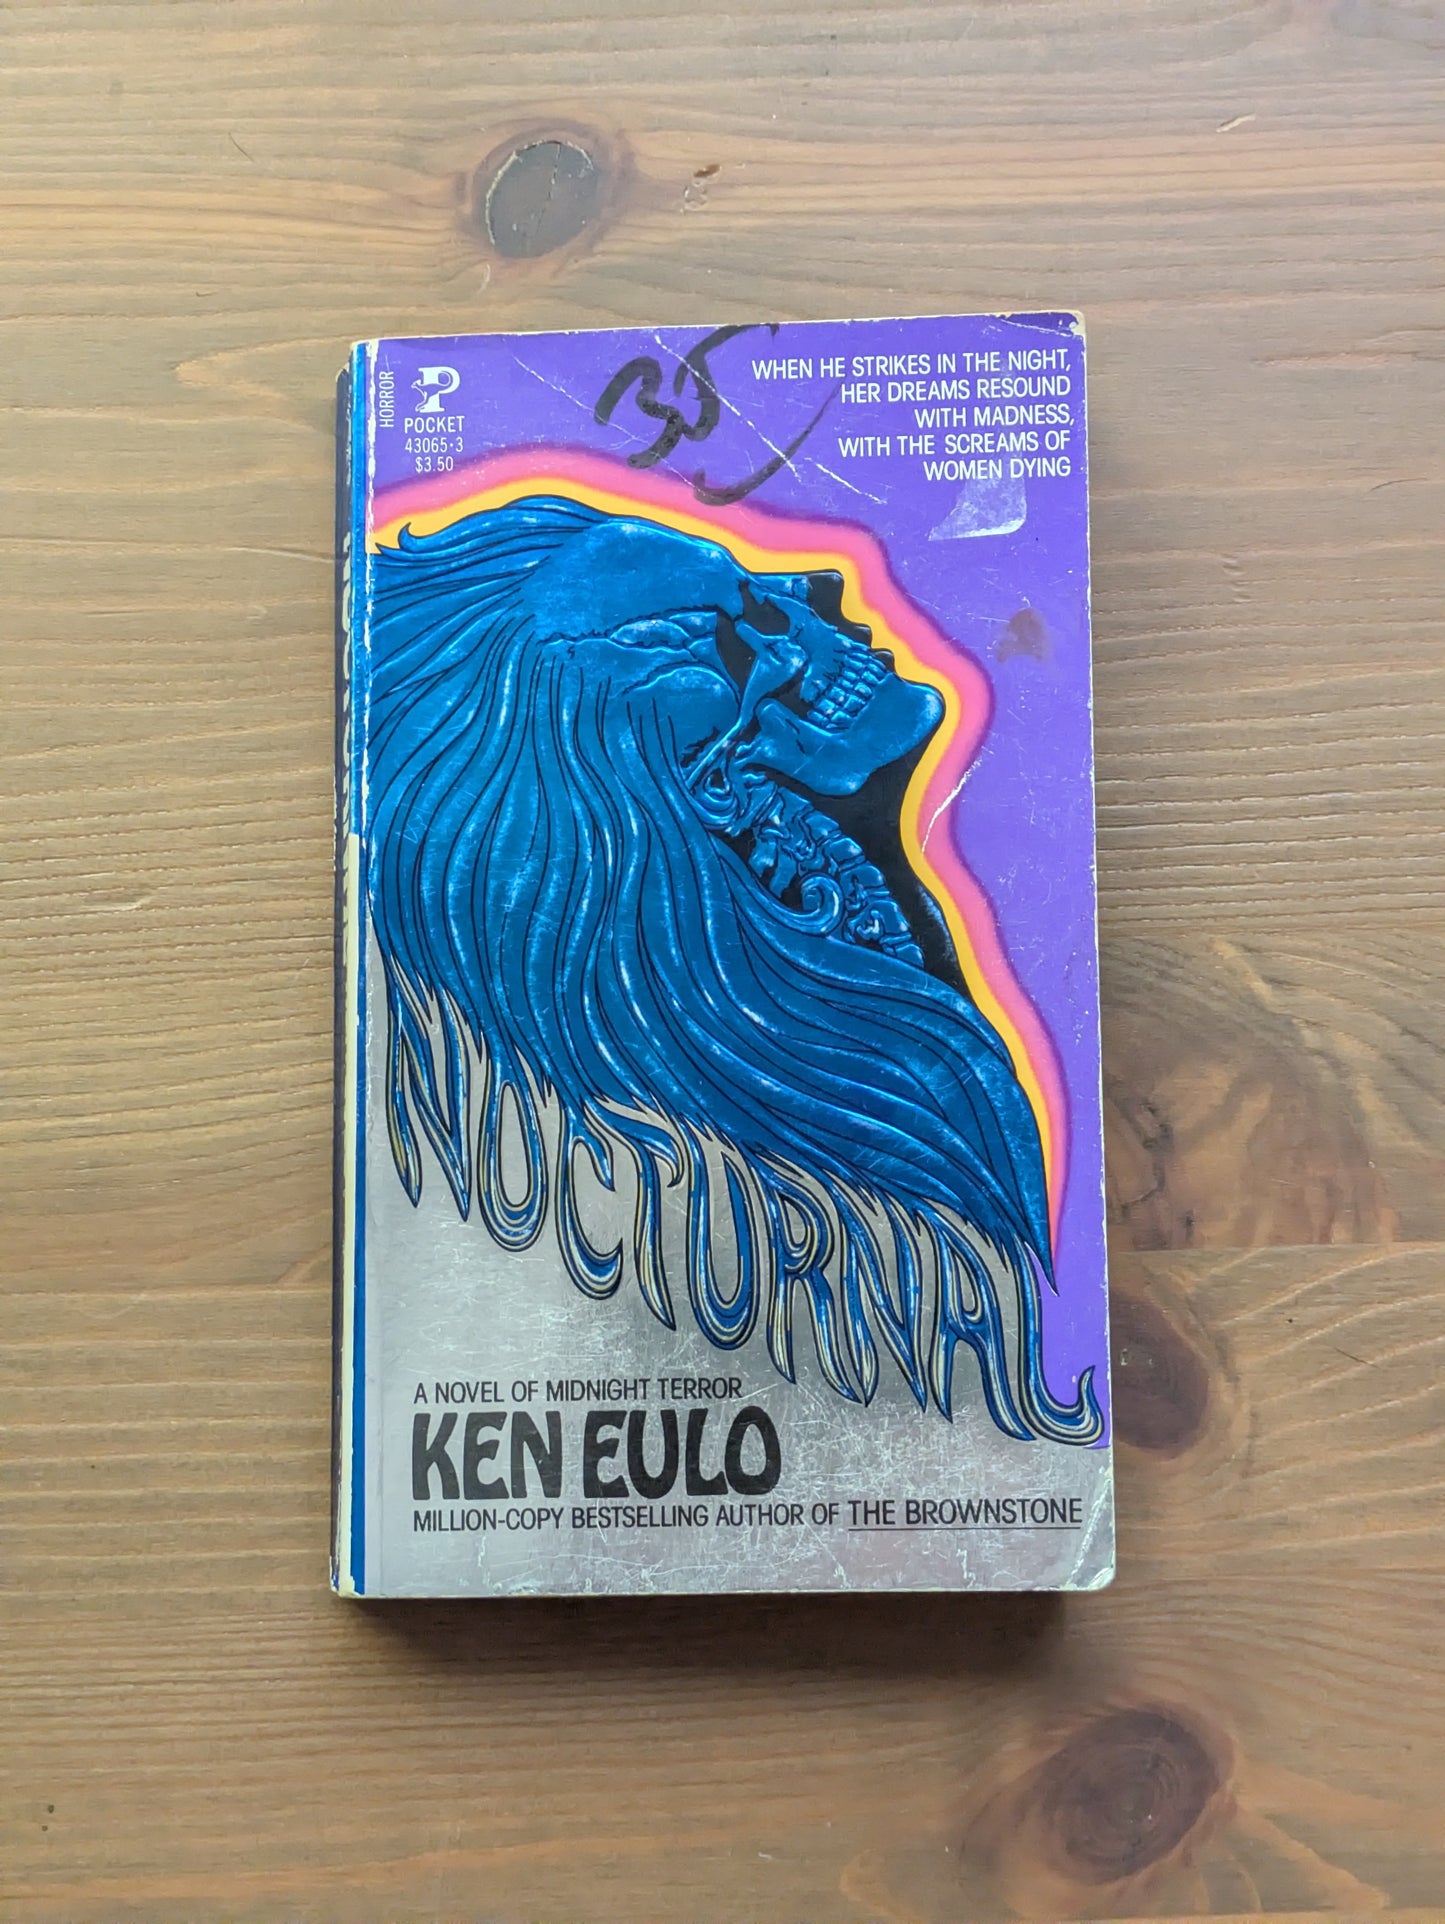 HORROR
POCKET
43065·3
$3.50
35
WHEN HE STRIKES IN THE NIGHT,
HER DREAMS RESOUND
WITH MADNESS,
WITH THE SCREAMS OF
WOMEN DYING
NOCTURNAL
A NOVEL OF MIDNIGHT TERROR
KEN EULO
MILLION-COPY BESTSELLING AUTHOR OF THE BROWNSTONE